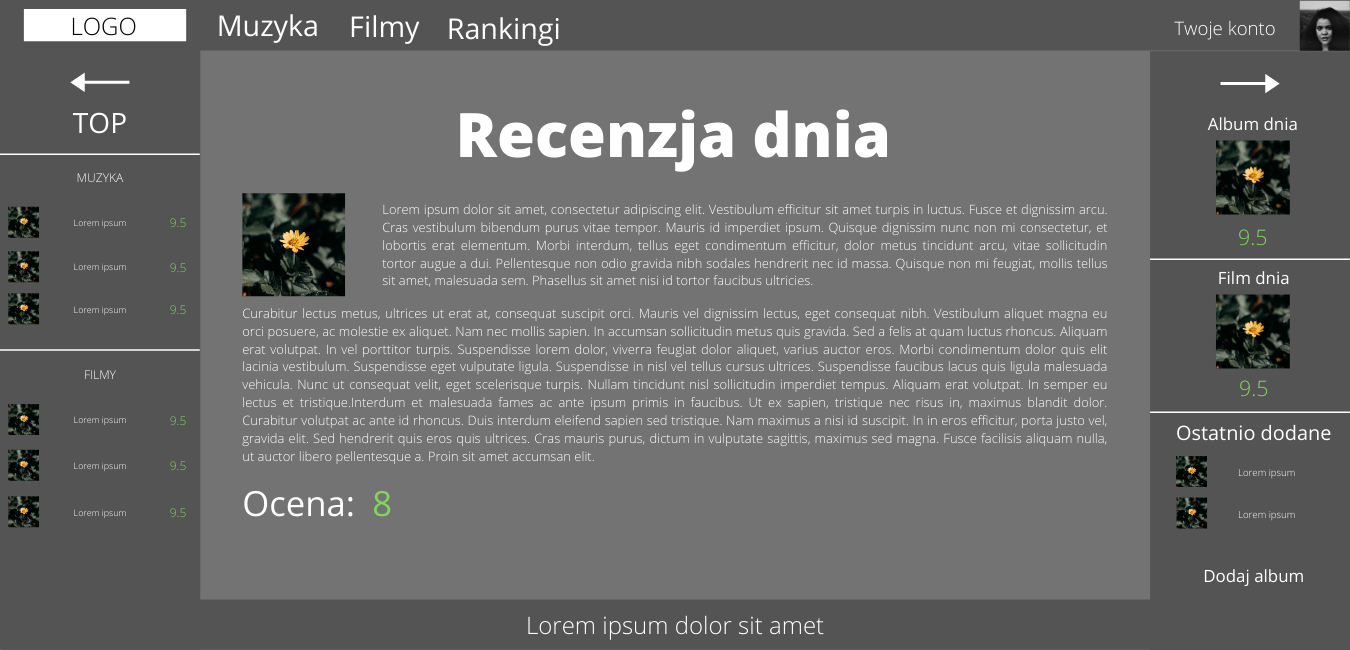 LOGO
Muzyka
Filmy
Rankingi
Twoje konto
TOP
MUZYKA
Lorem ipsum 9.5
Lorem ipsum 9.5
Lorem ipsum 9.5
FILMY
Lorem ipsum 9.5
Lorem ipsum 9.5
Lorem ipsum 9.5
Recenzja dnia
Lorem ipsum dolor sit amet, consectetur adipiscing elit. Vestibulum efficitur sit amet turpis in luctus. Fusce et dignissim arcu.
Cras vestibulum bibendum purus vitae tempor. Mauris id imperdiet ipsum. Quisque dignissim nunc non mi consectetur, et
lobortis erat elementum. Morbi interdum, tellus eget condimentum efficitur, dolor metus tincidunt arcu, vitae sollicitudin
tortor augue a dui. Pellentesque non odio gravida nibh sodales hendrerit nec id massa. Quisque non mi feugiat, mollis tellus
sit amet, malesuada sem. Phasellus sit amet nisi id tortor faucibus ultricies.
Curabitur lectus metus, ultrices ut erat at, consequat suscipit orci. Mauris vel dignissim lectus, eget consequat nibh. Vestibulum aliquet magna eu
orci posuere, ac molestie ex aliquet. Nam nec mollis sapien. In accumsan sollicitudin metus quis gravida. Sed a felis at quam luctus rhoncus. Aliquam
erat volutpat. In vel porttitor turpis. Suspendisse lorem dolor, viverra feugiat dolor aliquet, varius auctor eros. Morbi condimentum dolor quis elit
lacinia vestibulum. Suspendisse eget vulputate ligula. Suspendisse in nisl vel tellus cursus ultrices. Suspendisse faucibus lacus quis ligula malesuada
vehicula. Nunc ut consequat velit, eget scelerisque turpis. Nullam tincidunt nisl sollicitudin imperdiet tempus. Aliquam erat volutpat. In semper eu
lectus et tristique.Interdum et malesuada fames ac ante ipsum primis in faucibus. Ut ex sapien, tristique nec risus in, maximus blandit dolor.
Curabitur volutpat ac ante id rhoncus. Duis interdum eleifend sapien sed tristique. Nam maximus a nisi id suscipit. In in eros efficitur, porta justo vel,
gravida elit. Sed hendrerit quis eros quis ultrices. Cras mauris purus, dictum in vulputate sagittis, maximus sed magna. Fusce facilisis aliquam nulla,
ut auctor libero pellentesque a. Proin sit amet accumsan elit.
Ocena: 8
Album dnia
9.5
Film dnia
9.5
Ostatnio dodane
Lorem ipsum
Lorem ipsum
Dodaj album
Lorem ipsum dolor sit amet